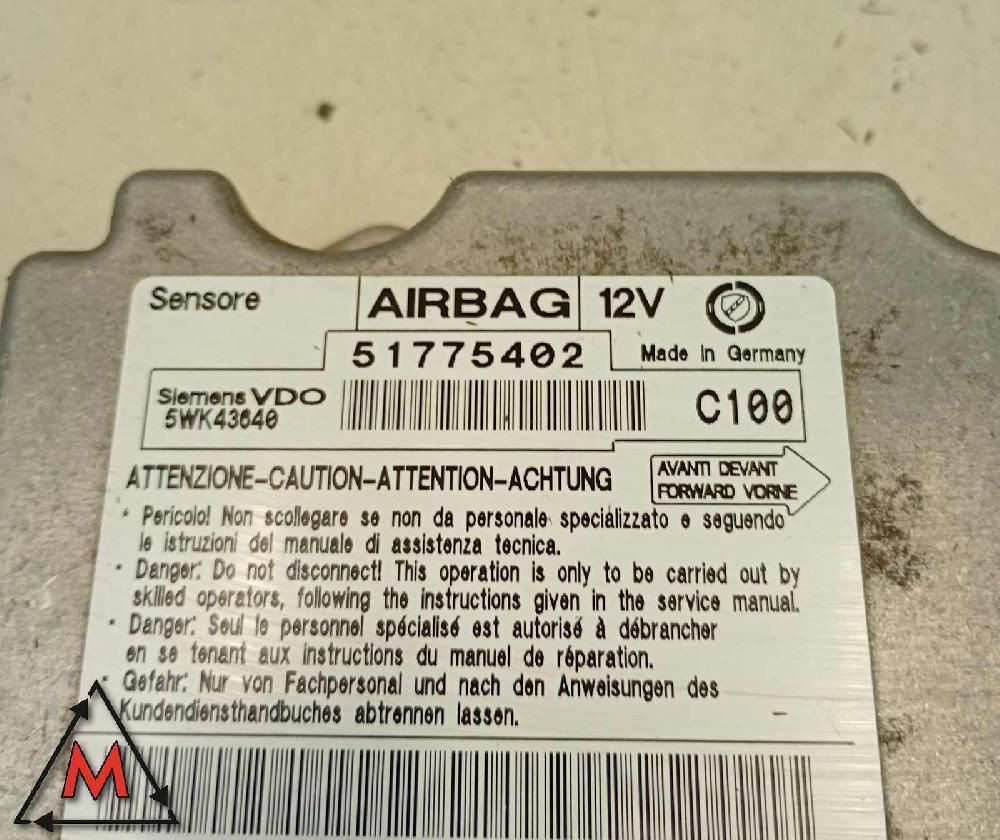 Sensore AIRBAG 12V
51775402 Made in Germany
Siemens VDO
5WK43640 C100
ATTENZIONE-CAUTION-ATTENTION-ACHTUNG
AVANTI DEVANT
FORWARD VORNE
* Pericolo! Non scollegare se non da personale specializzato e seguendo
le istruzioni del manuale di assistenza tecnica.
* Danger: Do not disconnect! This operation is only to be carried out by
skilled operators, following the instructions given in the service manual.
* Danger: Seul le personnel spécialisé est autorisé à débrancher
en se tenant aux instructions du manuel de réparation.
* Gefahr: Nur von Fachpersonal und nach den Anweisungen des
Kundendiensthandbuches abtrennen lassen.
M